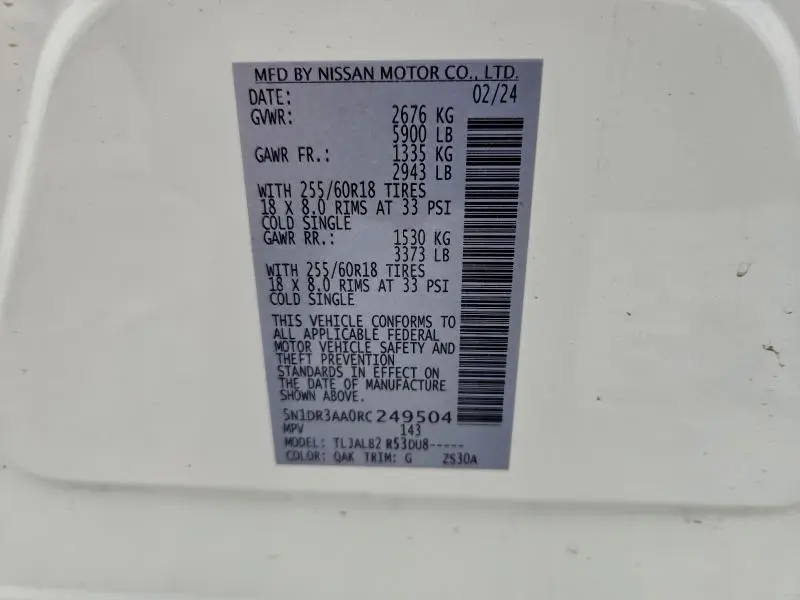 MFD BY NISSAN MOTOR CO., LTD.
DATE: 02/24
GVWR: 2676 KG
5900 LB
GAWR FR.: 1335 KG
2943 LB
WITH 255/60R18 TIRES
18 X 8.0 RIMS AT 33 PSI
COLD SINGLE
GAWR RR.: 1530 KG
3373 LB
WITH 255/60R18 TIRES
18 X 8.0 RIMS AT 33 PSI
COLD SINGLE
THIS VEHICLE CONFORMS TO
ALL APPLICABLE FEDERAL
MOTOR VEHICLE SAFETY AND
THEFT PREVENTION
STANDARDS IN EFFECT ON
THE DATE OF MANUFACTURE
SHOWN ABOVE.
5N1DR3AA0RC249504
MPV 143
MODEL: TLJALB2 R53DU8-----
COLOR: QAK TRIM: G ZS30A